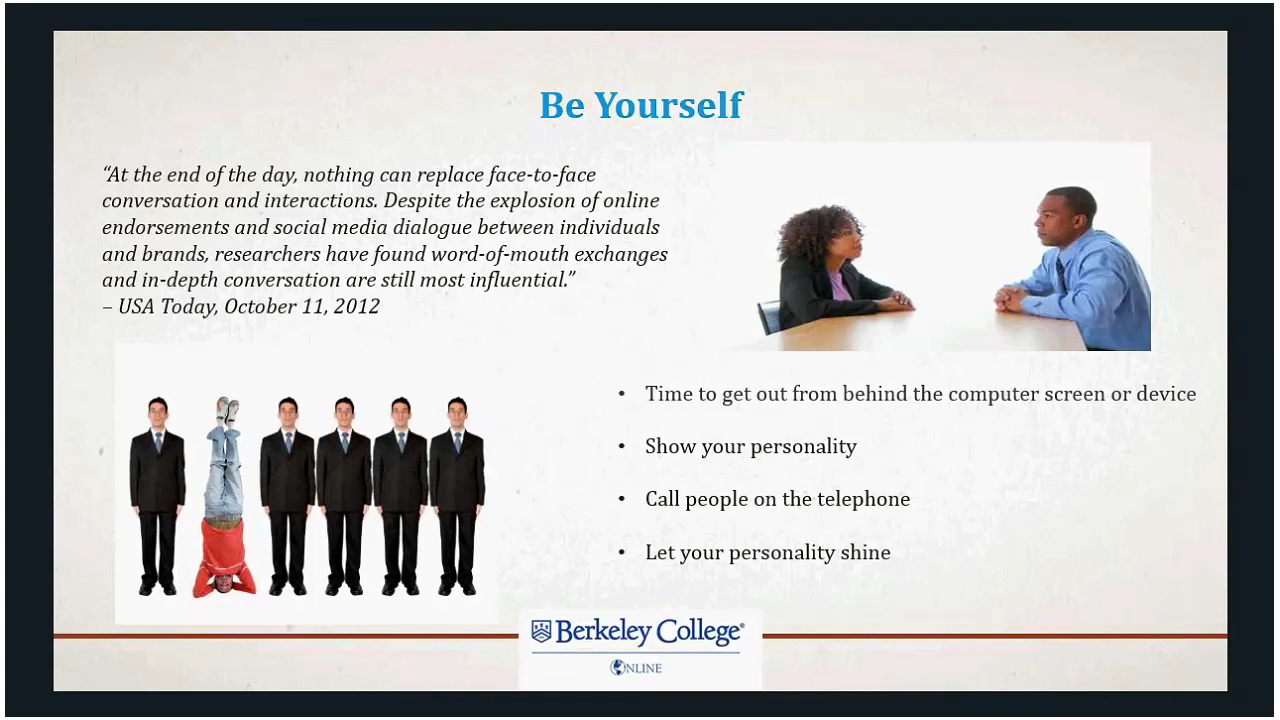 Be Yourself
“At the end of the day, nothing can replace face-to-face
conversation and interactions. Despite the explosion of online
endorsements and social media dialogue between individuals
and brands, researchers have found word-of-mouth exchanges
and in-depth conversation are still most influential.”
– USA Today, October 11, 2012
• Time to get out from behind the computer screen or device
• Show your personality
• Call people on the telephone
• Let your personality shine
Berkeley College®
ONLINE